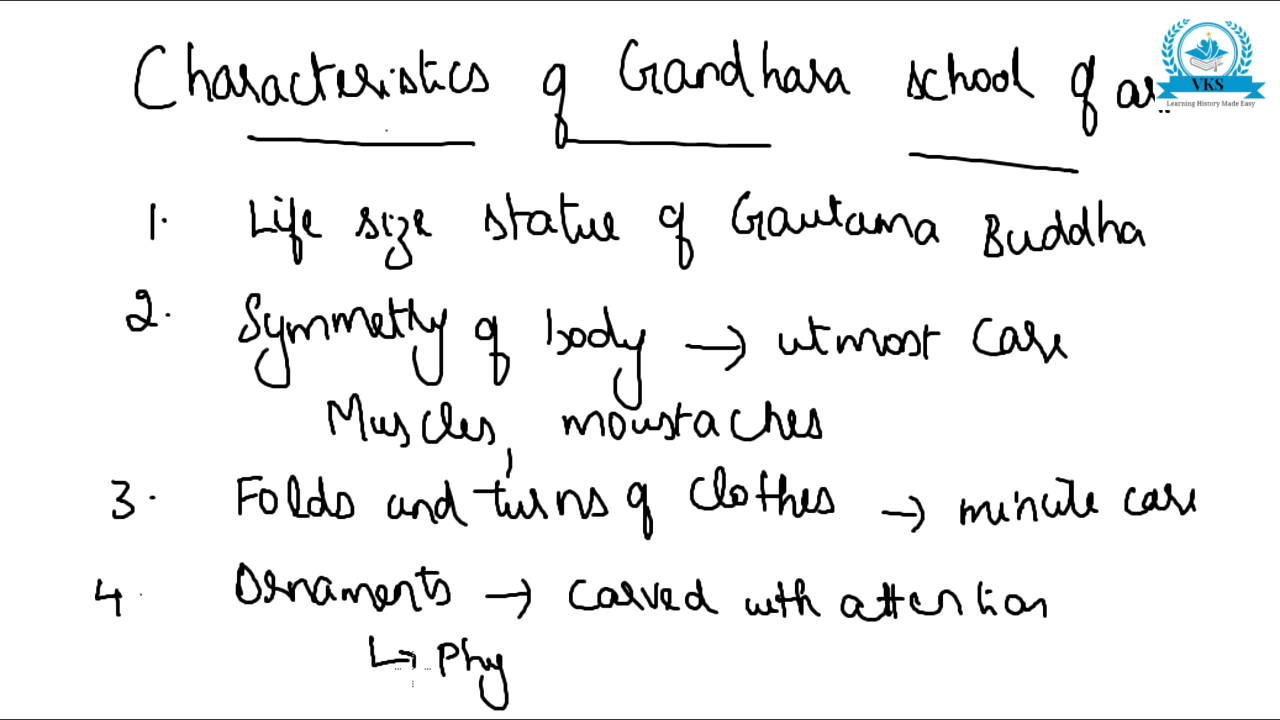 Characteristics of Gandhara school of ar
VKS
Learning History Made Easy
1. Life size statue of Gautama Buddha
2. Symmetry of body → utmost care
Muscles, moustaches
3. Folds and turns of clothes → minute care
4 Ornaments → carved with attention
↳ Phy